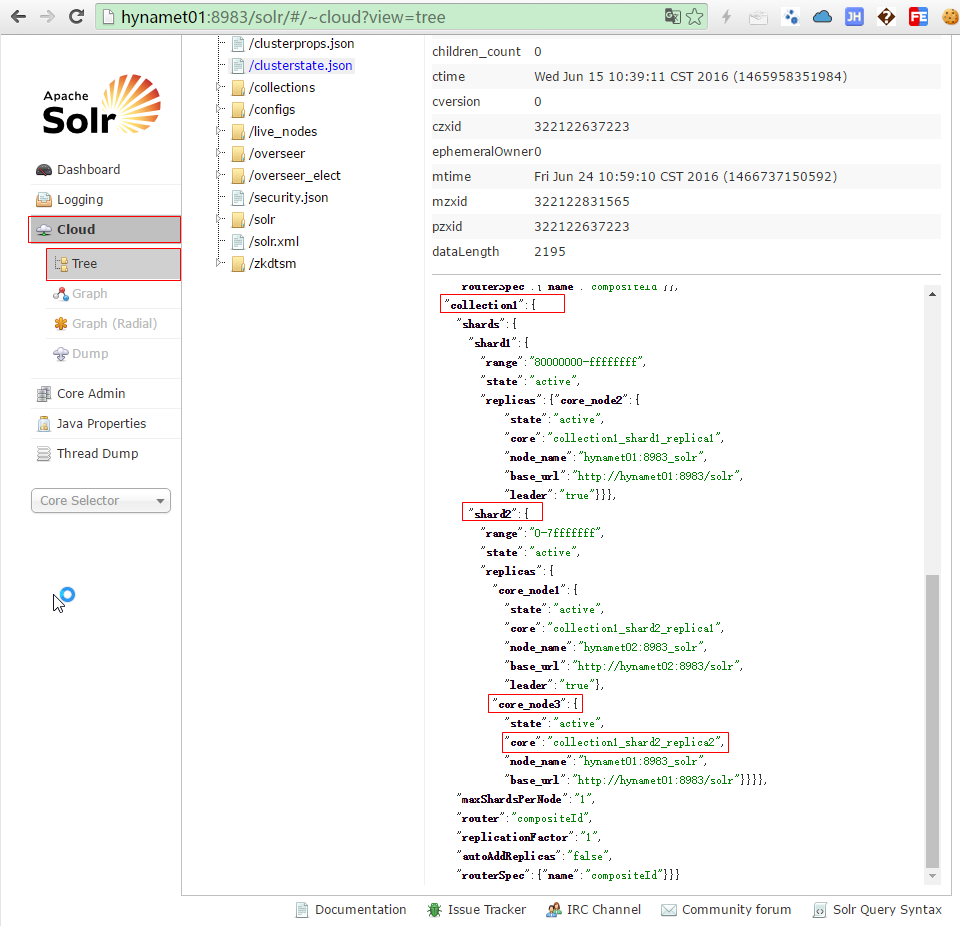 hynamet01:8983/solr/#/~cloud?view=tree
JH
FE
Apache
Solr
Dashboard
Logging
Cloud
Tree
Graph
Graph (Radial)
Dump
Core Admin
Java Properties
Thread Dump
Core Selector
/clusterprops.json
/clusterstate.json
/collections
/configs
/live_nodes
/overseer
/overseer_elect
/security.json
/solr
/solr.xml
/zkdtsm
children_count 0
ctime Wed Jun 15 10:39:11 CST 2016 (1465958351984)
cversion 0
czxid 322122637223
ephemeralOwner0
mtime Fri Jun 24 10:59:10 CST 2016 (1466737150592)
mzxid 322122831565
pzxid 322122637223
dataLength 2195
"routerSpec":{"name":"compositeId"}},
"collection1":{
"shards":{
"shard1":{
"range":"80000000-ffffffff",
"state":"active",
"replicas":{"core_node2":{
"state":"active",
"core":"collection1_shard1_replica1",
"node_name":"hynamet01:8983_solr",
"base_url":"http://hynamet01:8983/solr",
"leader":"true"}}},
"shard2":{
"range":"0-7fffffff",
"state":"active",
"replicas":{
"core_node1":{
"state":"active",
"core":"collection1_shard2_replica1",
"node_name":"hynamet02:8983_solr",
"base_url":"http://hynamet02:8983/solr",
"leader":"true"},
"core_node3":{
"state":"active",
"core":"collection1_shard2_replica2",
"node_name":"hynamet01:8983_solr",
"base_url":"http://hynamet01:8983/solr"}}}},
"maxShardsPerNode":"1",
"router":"compositeId",
"replicationFactor":"1",
"autoAddReplicas":"false",
"routerSpec":{"name":"compositeId"}}}
Documentation Issue Tracker IRC Channel Community forum Solr Query Syntax